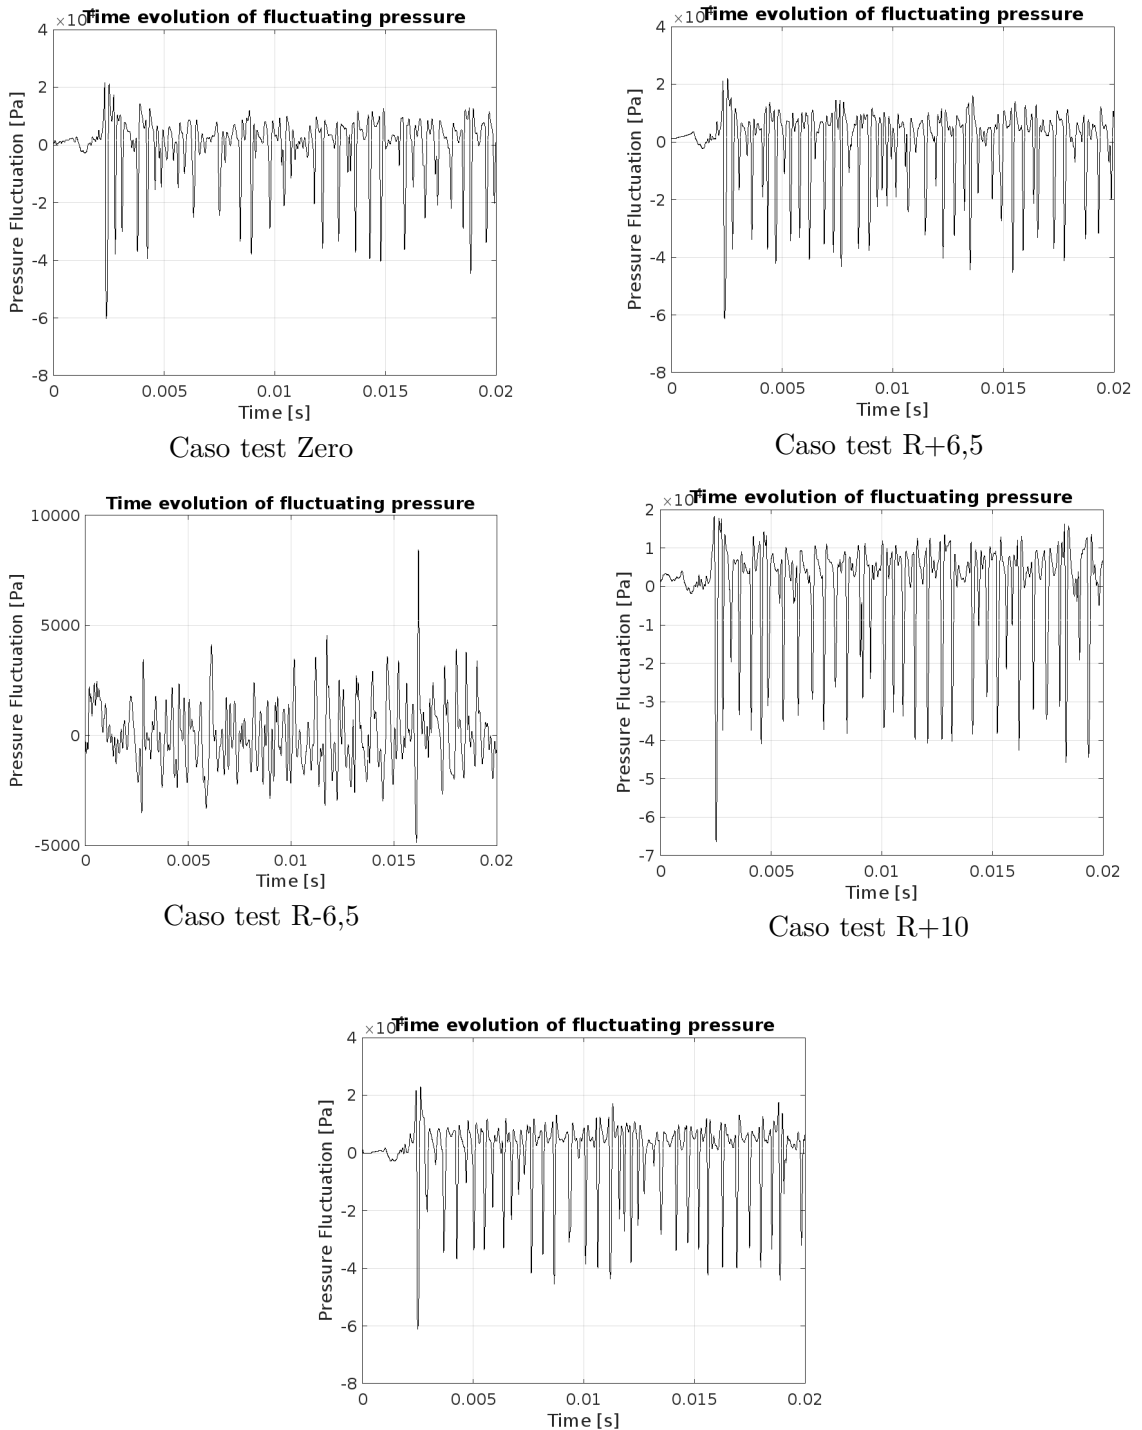 ×10⁴ Time evolution of fluctuating pressure
4
2
0
-2
-4
-6
-8
Pressure Fluctuation [Pa]
0 0.005 0.01 0.015 0.02
Time [s]
Caso test Zero
×10⁴ Time evolution of fluctuating pressure
4
2
0
-2
-4
-6
-8
Pressure Fluctuation [Pa]
0 0.005 0.01 0.015 0.02
Time [s]
Caso test R+6,5
Time evolution of fluctuating pressure
10000
5000
0
-5000
Pressure Fluctuation [Pa]
0 0.005 0.01 0.015 0.02
Time [s]
Caso test R-6,5
×10⁴ Time evolution of fluctuating pressure
2
1
0
-1
-2
-3
-4
-5
-6
-7
Pressure Fluctuation [Pa]
0 0.005 0.01 0.015 0.02
Time [s]
Caso test R+10
×10⁴ Time evolution of fluctuating pressure
4
2
0
-2
-4
-6
-8
Pressure Fluctuation [Pa]
0 0.005 0.01 0.015 0.02
Time [s]